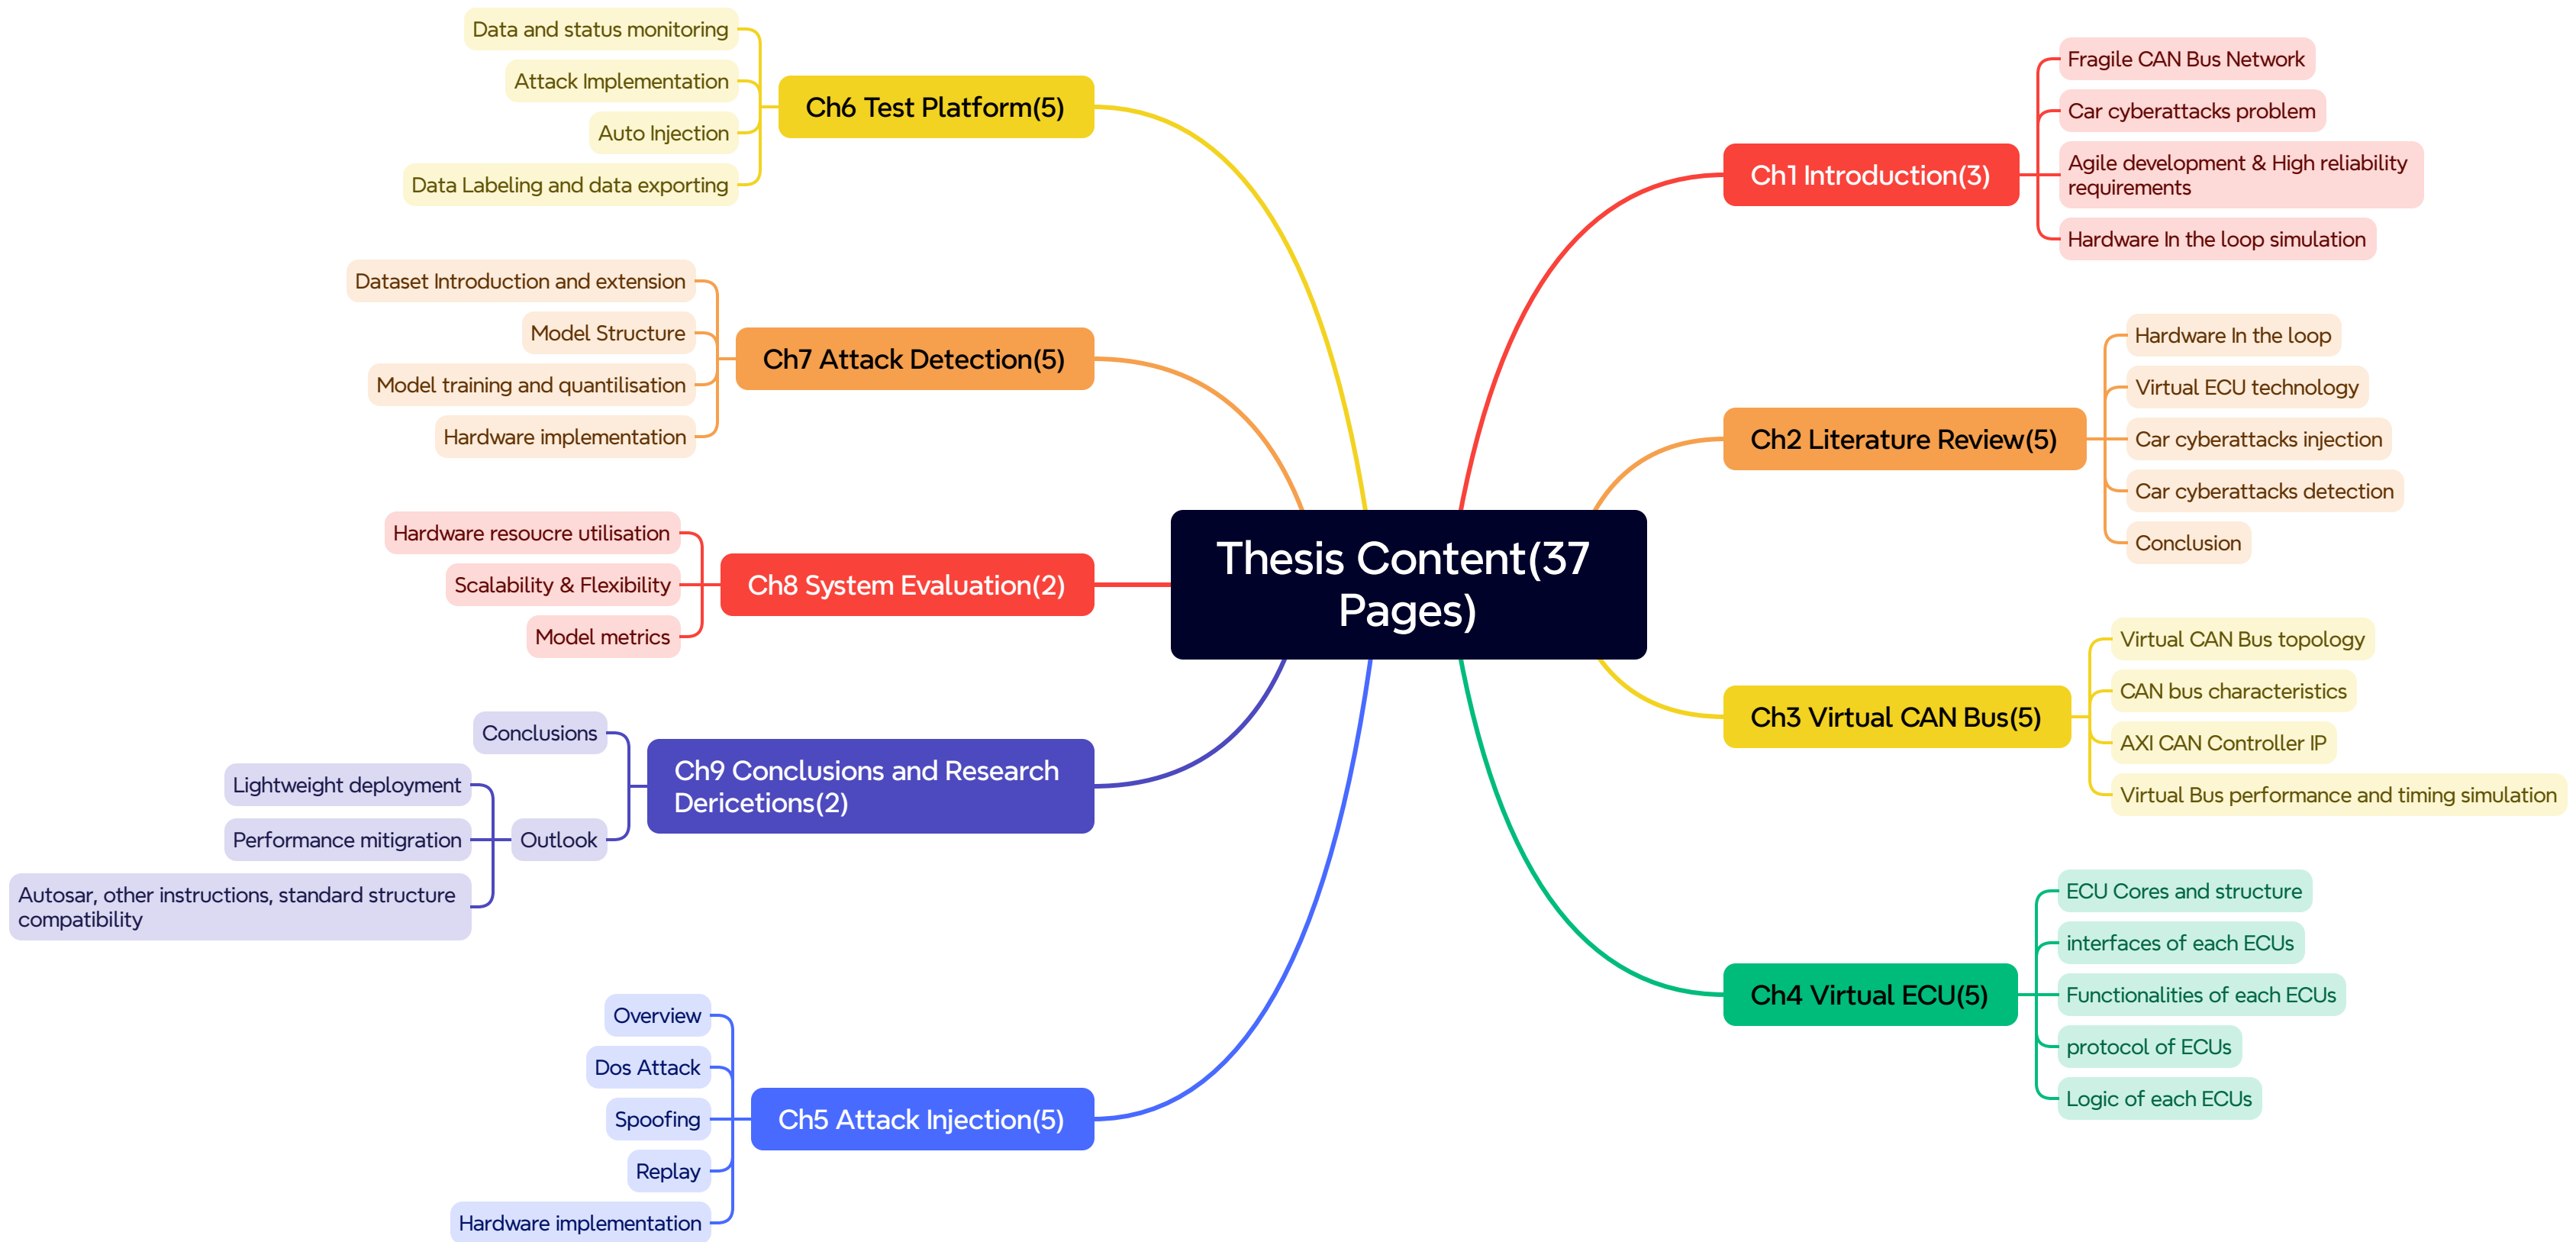 Thesis Content(37
Pages)
Ch1 Introduction(3)
Fragile CAN Bus Network
Car cyberattacks problem
Agile development & High reliability
requirements
Hardware In the loop simulation
Ch2 Literature Review(5)
Hardware In the loop
Virtual ECU technology
Car cyberattacks injection
Car cyberattacks detection
Conclusion
Ch3 Virtual CAN Bus(5)
Virtual CAN Bus topology
CAN bus characteristics
AXI CAN Controller IP
Virtual Bus performance and timing simulation
Ch4 Virtual ECU(5)
ECU Cores and structure
interfaces of each ECUs
Functionalities of each ECUs
protocol of ECUs
Logic of each ECUs
Ch5 Attack Injection(5)
Overview
Dos Attack
Spoofing
Replay
Hardware implementation
Ch6 Test Platform(5)
Data and status monitoring
Attack Implementation
Auto Injection
Data Labeling and data exporting
Ch7 Attack Detection(5)
Dataset Introduction and extension
Model Structure
Model training and quantilisation
Hardware implementation
Ch8 System Evaluation(2)
Hardware resoucre utilisation
Scalability & Flexibility
Model metrics
Ch9 Conclusions and Research
Dericetions(2)
Conclusions
Outlook
Lightweight deployment
Performance mitigration
Autosar, other instructions, standard structure
compatibility